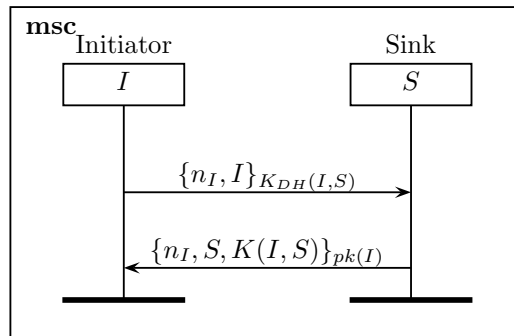 msc
Initiator Sink
I S
{n_I, I}_{K_{DH}(I,S)}
{n_I, S, K(I, S)}_{pk(I)}